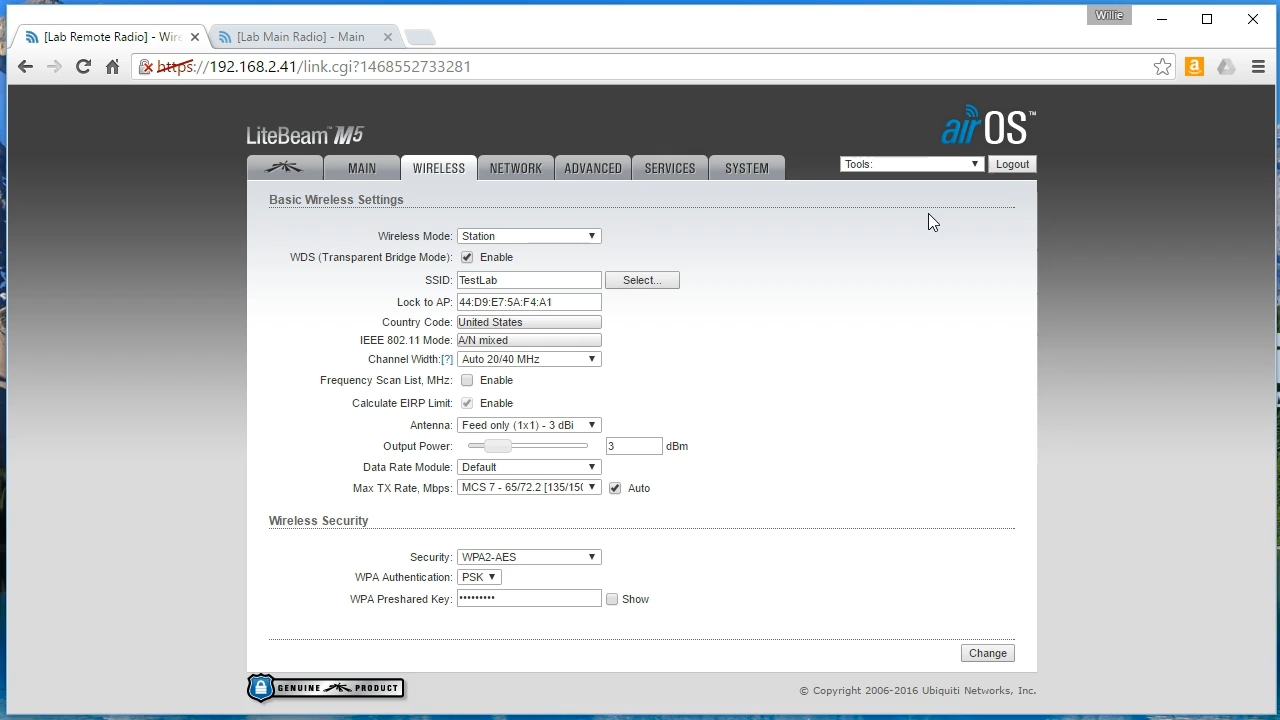 Willie
[Lab Remote Radio] - Wire
[Lab Main Radio] - Main
https://192.168.2.41/link.cgi?1468552733281
LiteBeam™ M5
airOS™
MAIN
WIRELESS
NETWORK
ADVANCED
SERVICES
SYSTEM
Tools:
Logout
Basic Wireless Settings
Wireless Mode: Station
WDS (Transparent Bridge Mode): Enable
SSID: TestLab Select...
Lock to AP: 44:D9:E7:5A:F4:A1
Country Code: United States
IEEE 802.11 Mode: A/N mixed
Channel Width:[?] Auto 20/40 MHz
Frequency Scan List, MHz: Enable
Calculate EIRP Limit: Enable
Antenna: Feed only (1x1) - 3 dBi
Output Power: 3 dBm
Data Rate Module: Default
Max TX Rate, Mbps: MCS 7 - 65/72.2 [135/150 Auto
Wireless Security
Security: WPA2-AES
WPA Authentication: PSK
WPA Preshared Key: ••••••••• Show
Change
GENUINE PRODUCT
© Copyright 2006-2016 Ubiquiti Networks, Inc.